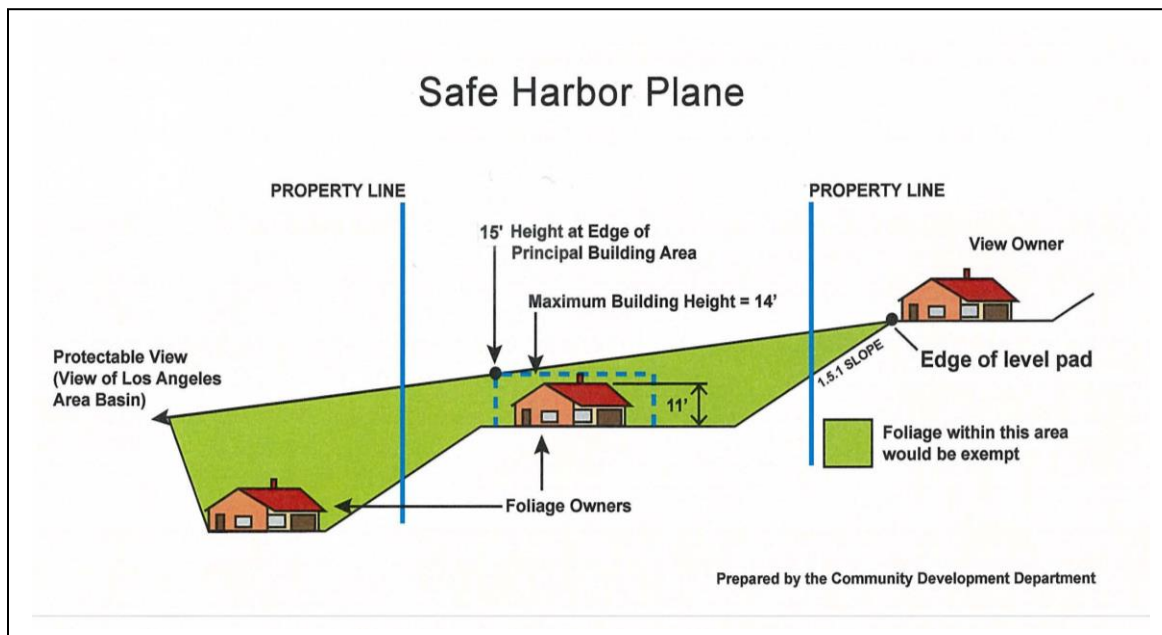 Safe Harbor Plane
PROPERTY LINE
PROPERTY LINE
15' Height at Edge of
Principal Building Area
View Owner
Maximum Building Height = 14'
Protectable View
(View of Los Angeles
Area Basin)
Edge of level pad
1.5.1 SLOPE
11'
Foliage within this area
would be exempt
Foliage Owners
Prepared by the Community Development Department